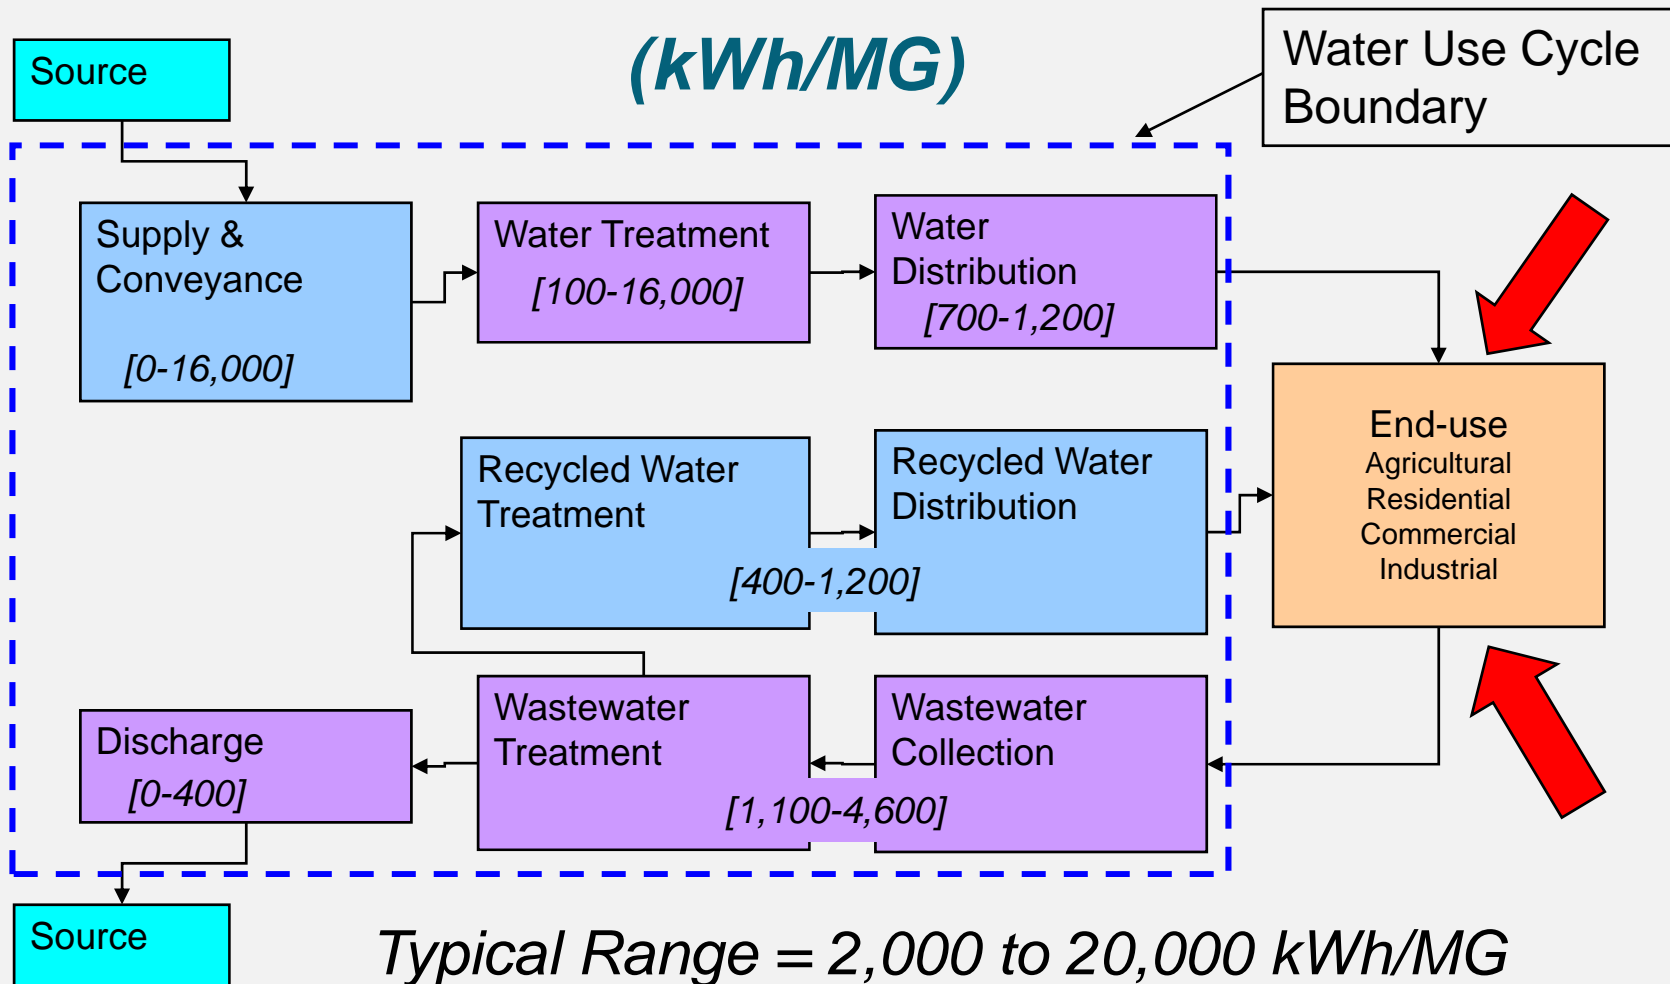 (kWh/MG)
Water Use Cycle
Boundary
Source
Supply &
Conveyance
[0-16,000]
Water Treatment
[100-16,000]
Water
Distribution
[700-1,200]
End-use
Agricultural
Residential
Commercial
Industrial
Recycled Water
Treatment
Recycled Water
Distribution
[400-1,200]
Wastewater
Treatment
Wastewater
Collection
[1,100-4,600]
Discharge
[0-400]
Source
Typical Range = 2,000 to 20,000 kWh/MG